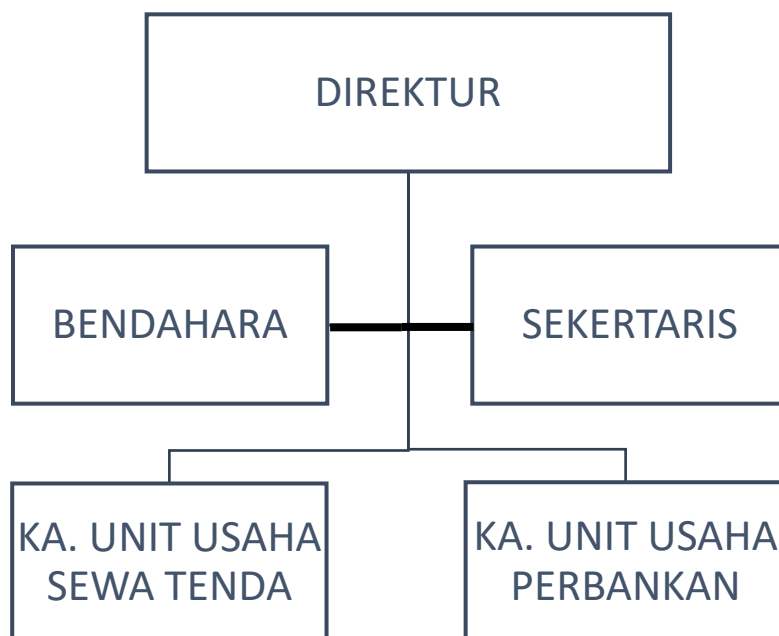 DIREKTUR
BENDAHARA
SEKERTARIS
KA. UNIT USAHA
SEWA TENDA
KA. UNIT USAHA
PERBANKAN